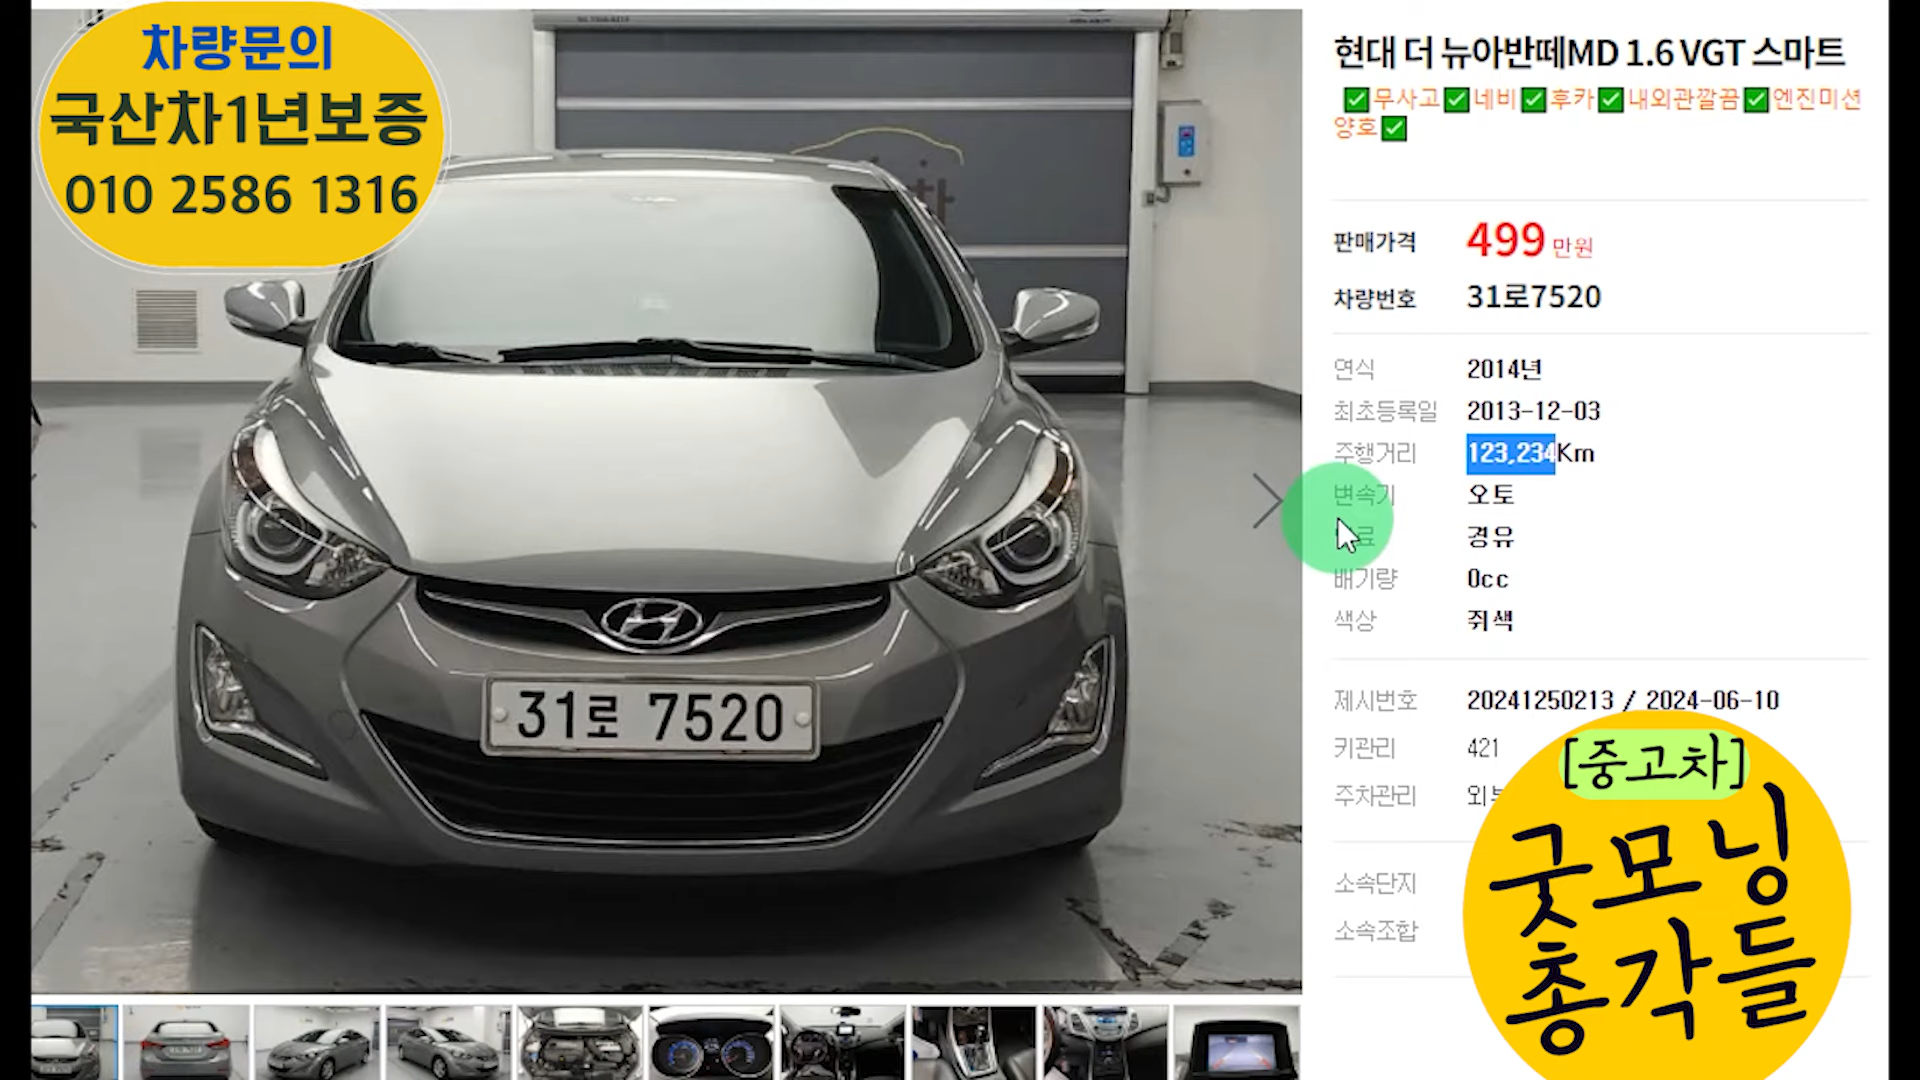 차량문의
국산차1년보증
010 2586 1316
현대 더 뉴아반떼MD 1.6 VGT 스마트
✅무사고✅네비✅후카✅내외관깔끔✅엔진미션
양호✅
판매가격 499만원
차량번호 31로7520
연식 2014년
최초등록일 2013-12-03
주행거리 123,234Km
변속기 오토
경유
배기량 0cc
색상 쥐색
31로 7520
제시번호 20241250213 / 2024-06-10
키관리 421
주차관리
소속단지
소속조합
[중고차]
굿모닝
총각들